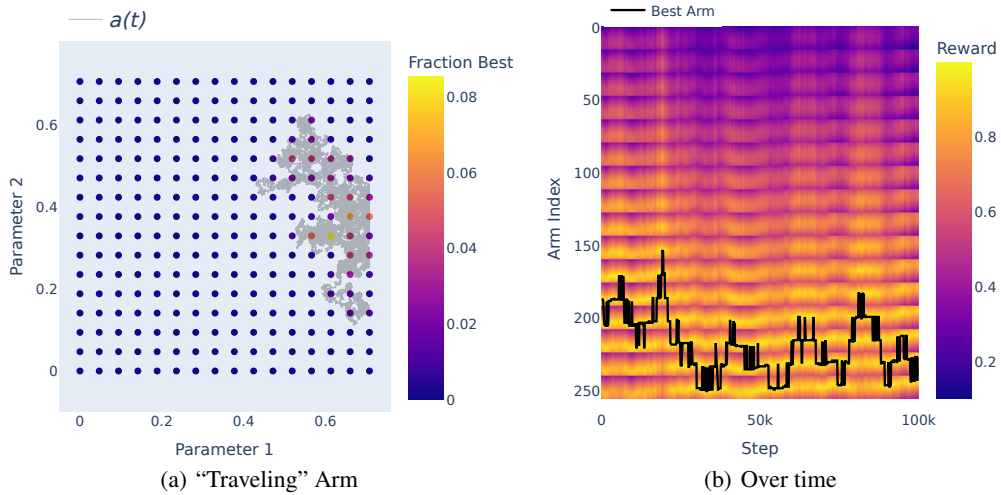 a(t)
Fraction Best
0.08
0.06
0.04
0.02
0
0.6
0.4
0.2
0
Parameter 2
0 0.2 0.4 0.6
Parameter 1
(a) “Traveling” Arm
Best Arm
Reward
0.8
0.6
0.4
0.2
0
50
100
150
200
250
Arm Index
0 50k 100k
Step
(b) Over time